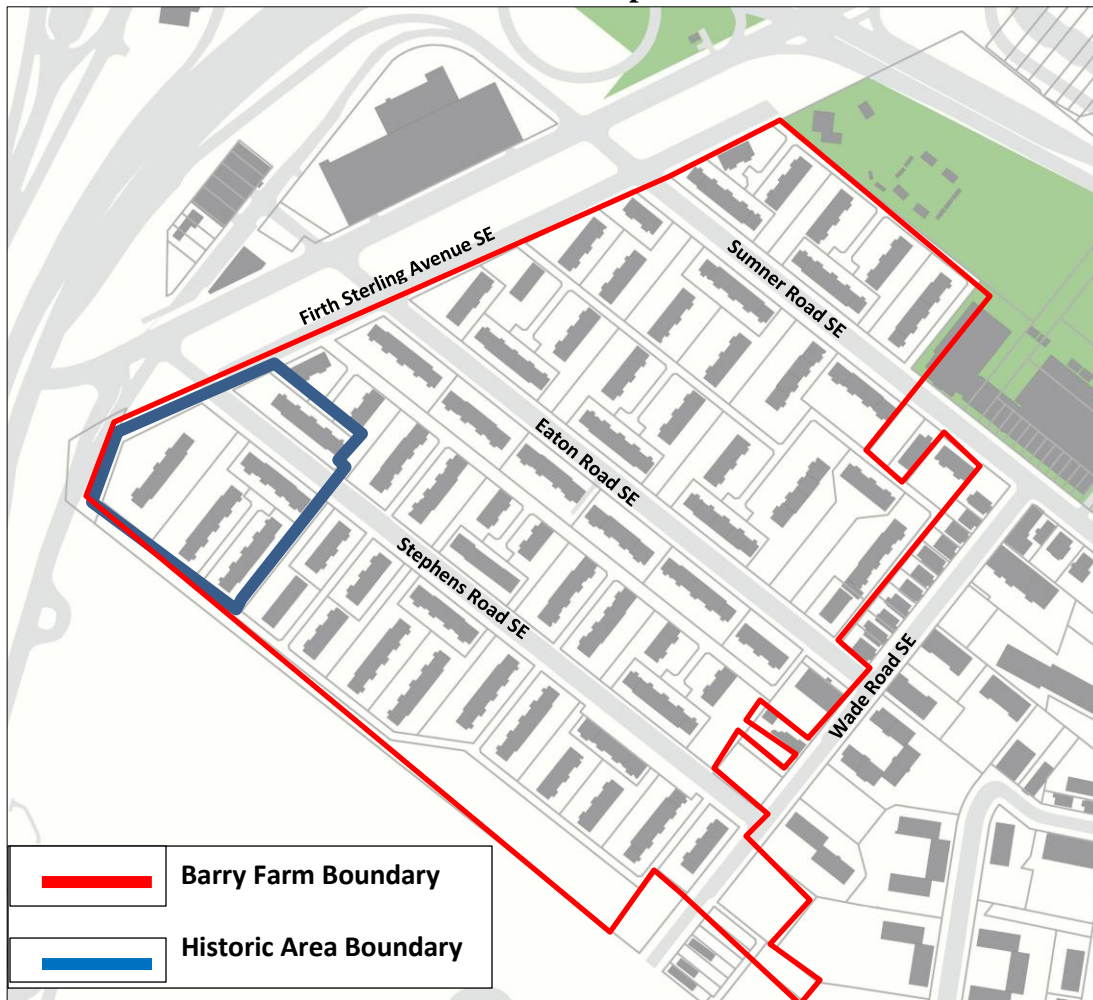 Firth Sterling Avenue SE
Sumner Road SE
Eaton Road SE
Stephens Road SE
Wade Road SE
Barry Farm Boundary
Historic Area Boundary